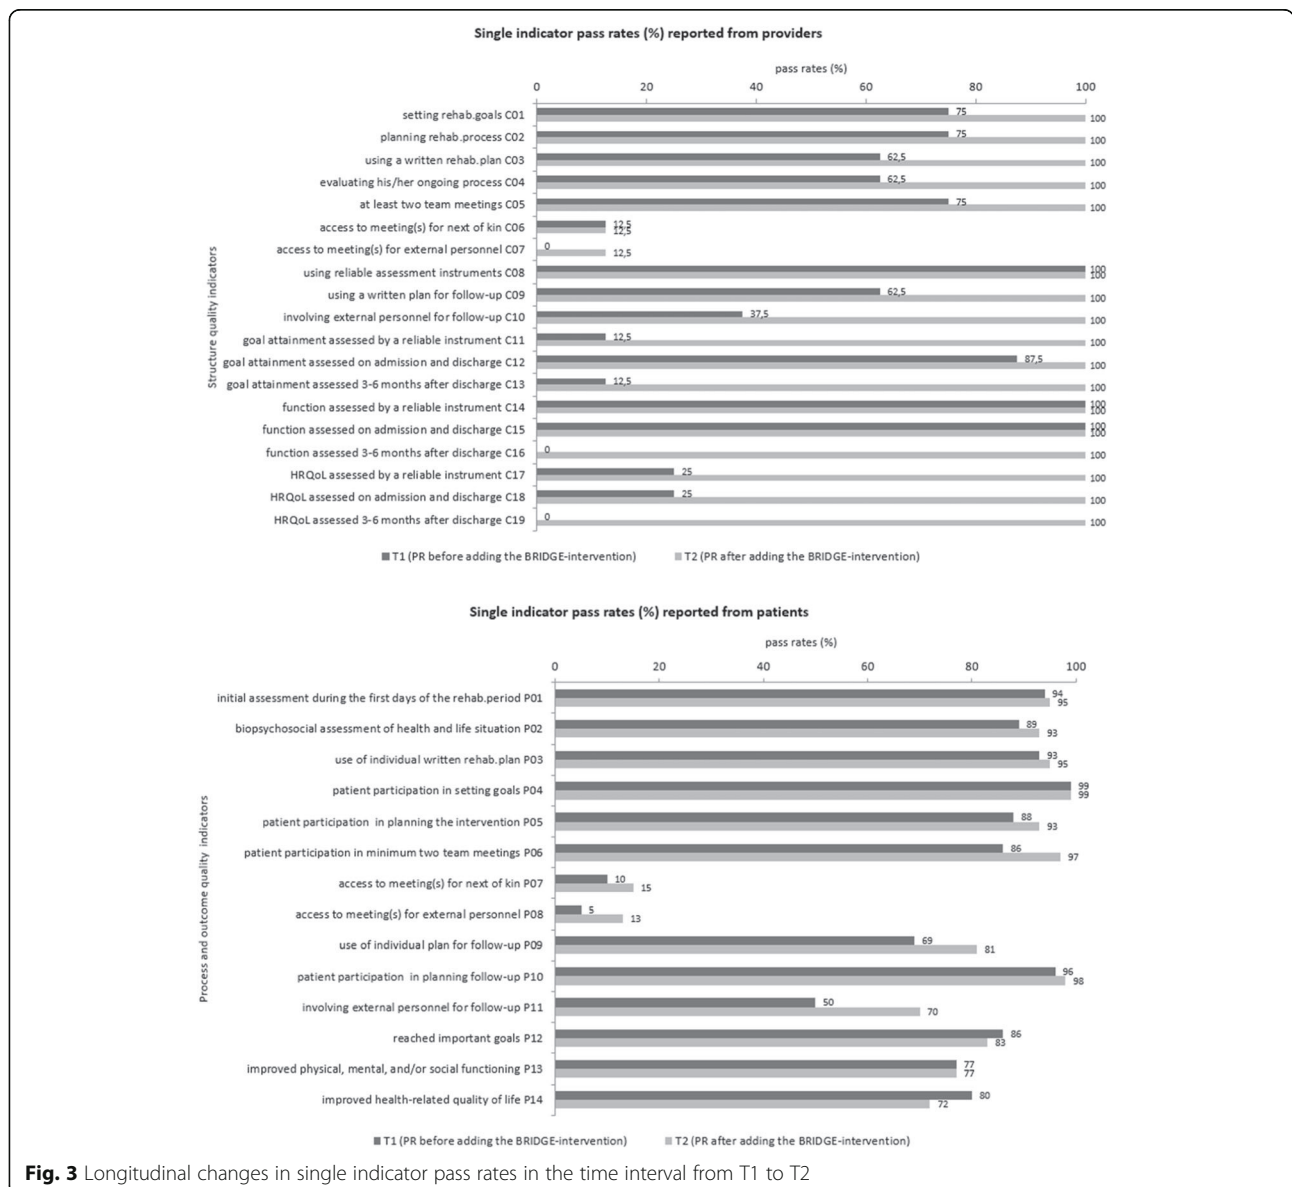 Single indicator pass rates (%) reported from providers
pass rates (%)
0 20 40 60 80 100
Structure quality indicators
setting rehab.goals C01 75 100
planning rehab.process C02 75 100
using a written rehab.plan C03 62,5 100
evaluating his/her ongoing process C04 62,5 100
at least two team meetings C05 75 100
access to meeting(s) for next of kin C06 12,5 12,5
access to meeting(s) for external personnel C07 0 12,5
using reliable assessment instruments C08 100 100
using a written plan for follow-up C09 62,5 100
involving external personnel for follow-up C10 37,5 100
goal attainment assessed by a reliable instrument C11 12,5 100
goal attainment assessed on admission and discharge C12 87,5 100
goal attainment assessed 3-6 months after discharge C13 12,5 100
function assessed by a reliable instrument C14 100 100
function assessed on admission and discharge C15 100 100
function assessed 3-6 months after discharge C16 0 100
HRQoL assessed by a reliable instrument C17 25 100
HRQoL assessed on admission and discharge C18 25 100
HRQoL assessed 3-6 months after discharge C19 0 100
T1 (PR before adding the BRIDGE-intervention) T2 (PR after adding the BRIDGE-intervention)
Single indicator pass rates (%) reported from patients
pass rates (%)
0 20 40 60 80 100
Process and outcome quality indicators
initial assessment during the first days of the rehab.period P01 94 95
biopsychosocial assessment of health and life situation P02 89 93
use of individual written rehab.plan P03 93 95
patient participation in setting goals P04 99 99
patient participation in planning the intervention P05 88 93
patient participation in minimum two team meetings P06 86 97
access to meeting(s) for next of kin P07 10 15
access to meeting(s) for external personnel P08 5 13
use of individual plan for follow-up P09 69 81
patient participation in planning follow-up P10 96 98
involving external personnel for follow-up P11 50 70
reached important goals P12 86 83
improved physical, mental, and/or social functioning P13 77 77
improved health-related quality of life P14 80 72
T1 (PR before adding the BRIDGE-intervention) T2 (PR after adding the BRIDGE-intervention)
Fig. 3 Longitudinal changes in single indicator pass rates in the time interval from T1 to T2